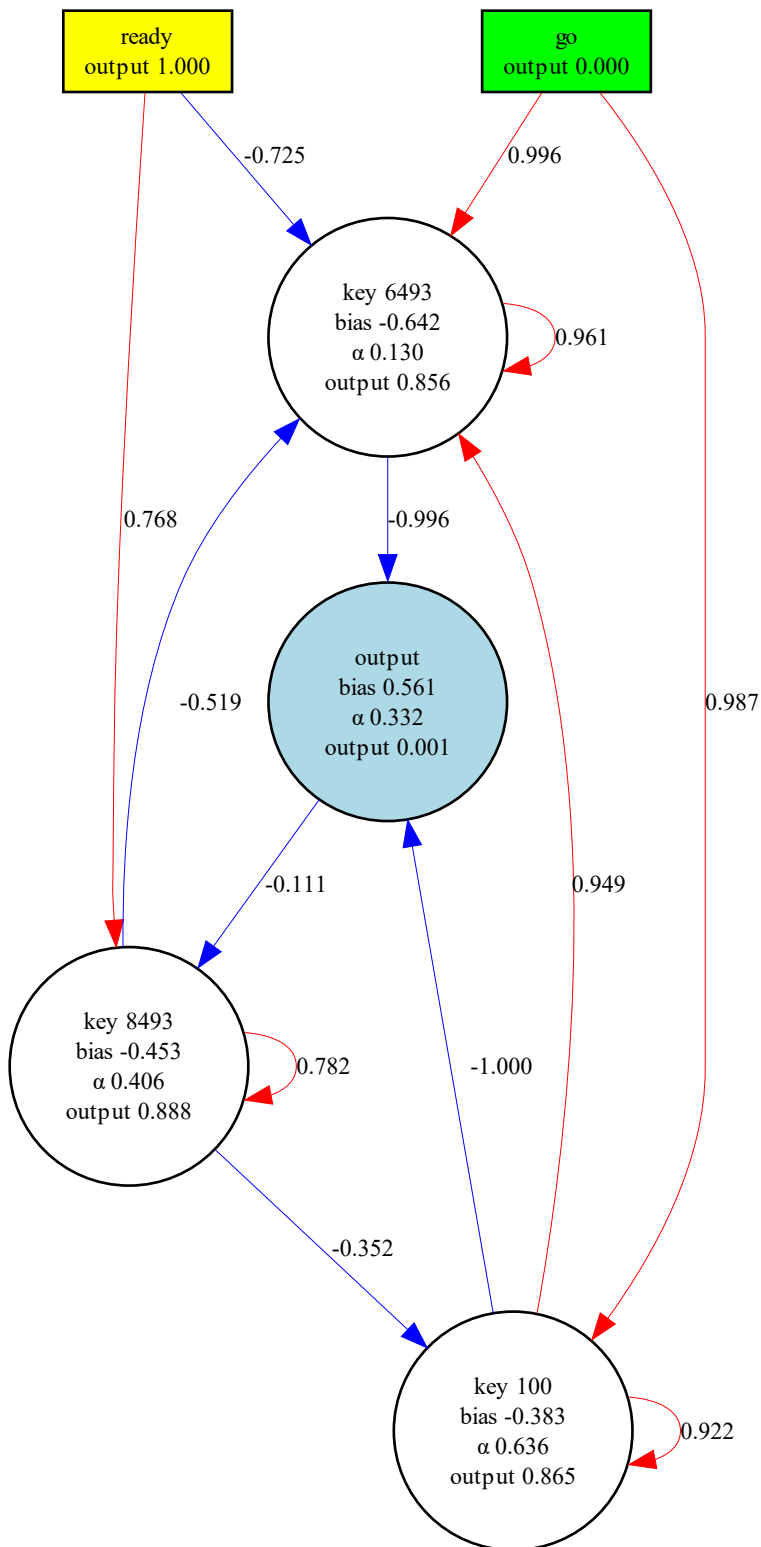 ready
output 1.000
go
output 0.000
-0.725
0.996
key 6493
bias -0.642
α 0.130
output 0.856
0.961
0.768
-0.996
-0.519
output
bias 0.561
α 0.332
output 0.001
0.987
-0.111
0.949
key 8493
bias -0.453
α 0.406
output 0.888
0.782
-1.000
-0.352
key 100
bias -0.383
α 0.636
output 0.865
0.922